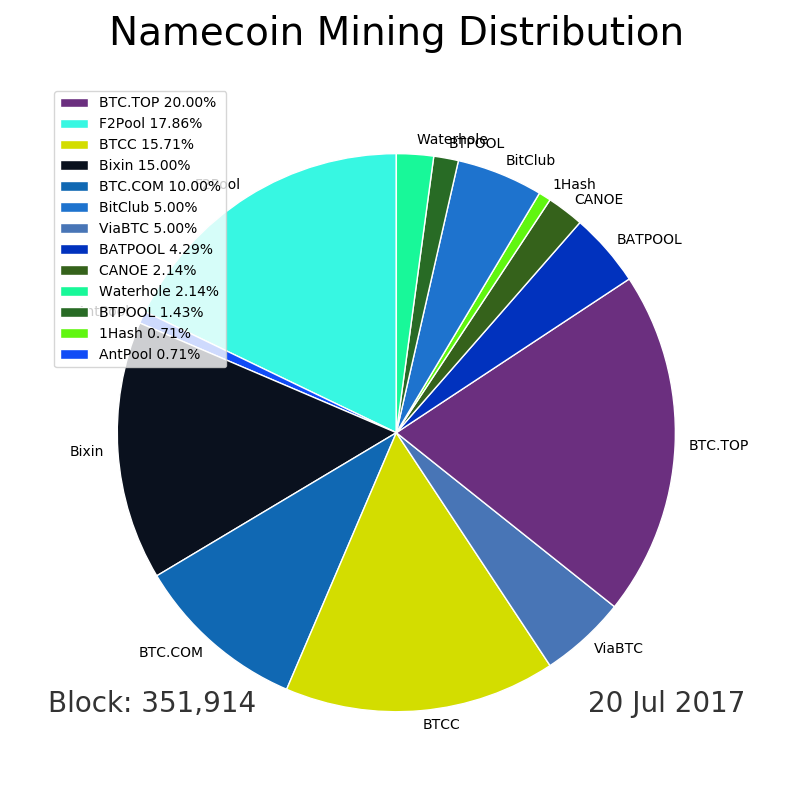 Namecoin Mining Distribution
BTC.TOP 20.00%
F2Pool 17.86%
BTCC 15.71%
Bixin 15.00%
BTC.COM 10.00%
BitClub 5.00%
ViaBTC 5.00%
BATPOOL 4.29%
CANOE 2.14%
Waterhole 2.14%
BTPOOL 1.43%
1Hash 0.71%
AntPool 0.71%
Waterhole
BTPOOL
BitClub
1Hash
CANOE
BATPOOL
F2Pool
Bixin
BTC.TOP
BTC.COM
ViaBTC
BTCC
Block: 351,914
20 Jul 2017